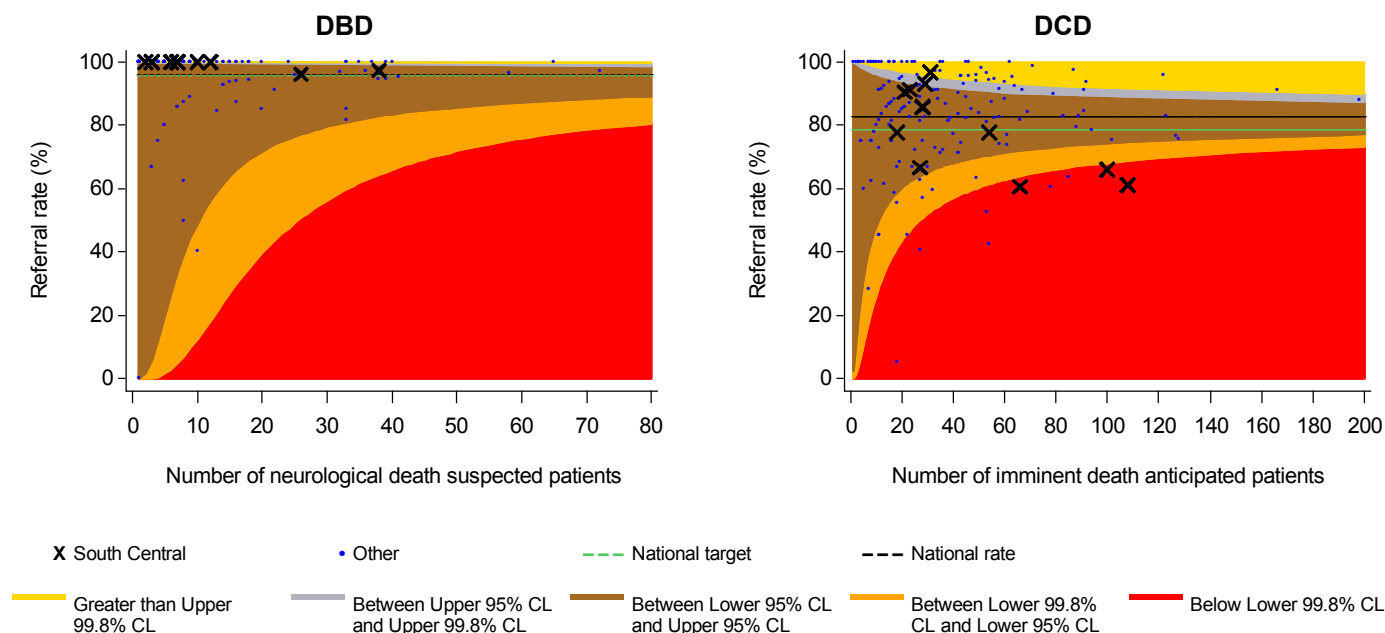 DBD
DCD
Referral rate (%)
100
80
60
40
20
0
0 10 20 30 40 50 60 70 80
Number of neurological death suspected patients
Referral rate (%)
100
80
60
40
20
0
0 20 40 60 80 100 120 140 160 180 200
Number of imminent death anticipated patients
X South Central
Other
National target
National rate
Greater than Upper
99.8% CL
Between Upper 95% CL
and Upper 99.8% CL
Between Lower 95%
and Upper 95% CL
Between Lower 99.8%
CL and Lower 95% CL
Below Lower 99.8% CL